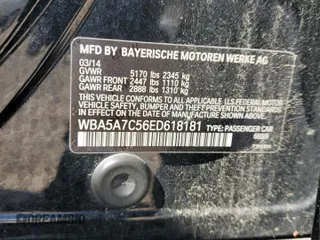 MFD BY BAYERISCHE MOTOREN WERKE AG
03/14
GVWR 5170 lbs 2345 kg
GAWR FRONT 2447 lbs 1110 kg
GAWR REAR 2888 lbs 1310 kg
THIS VEHICLE CONFORMS TO ALL APPLICABLE
FEDERAL MOTOR VEHICLE SAFETY, BUMPER, AND THEFT
PREVENTION STANDARDS IN EFFECT ON THE DATE OF
MANUFACTURE SHOWN ABOVE.
WBA5A7C56ED618181 TYPE: PASSENGER CAR
DREAMBID